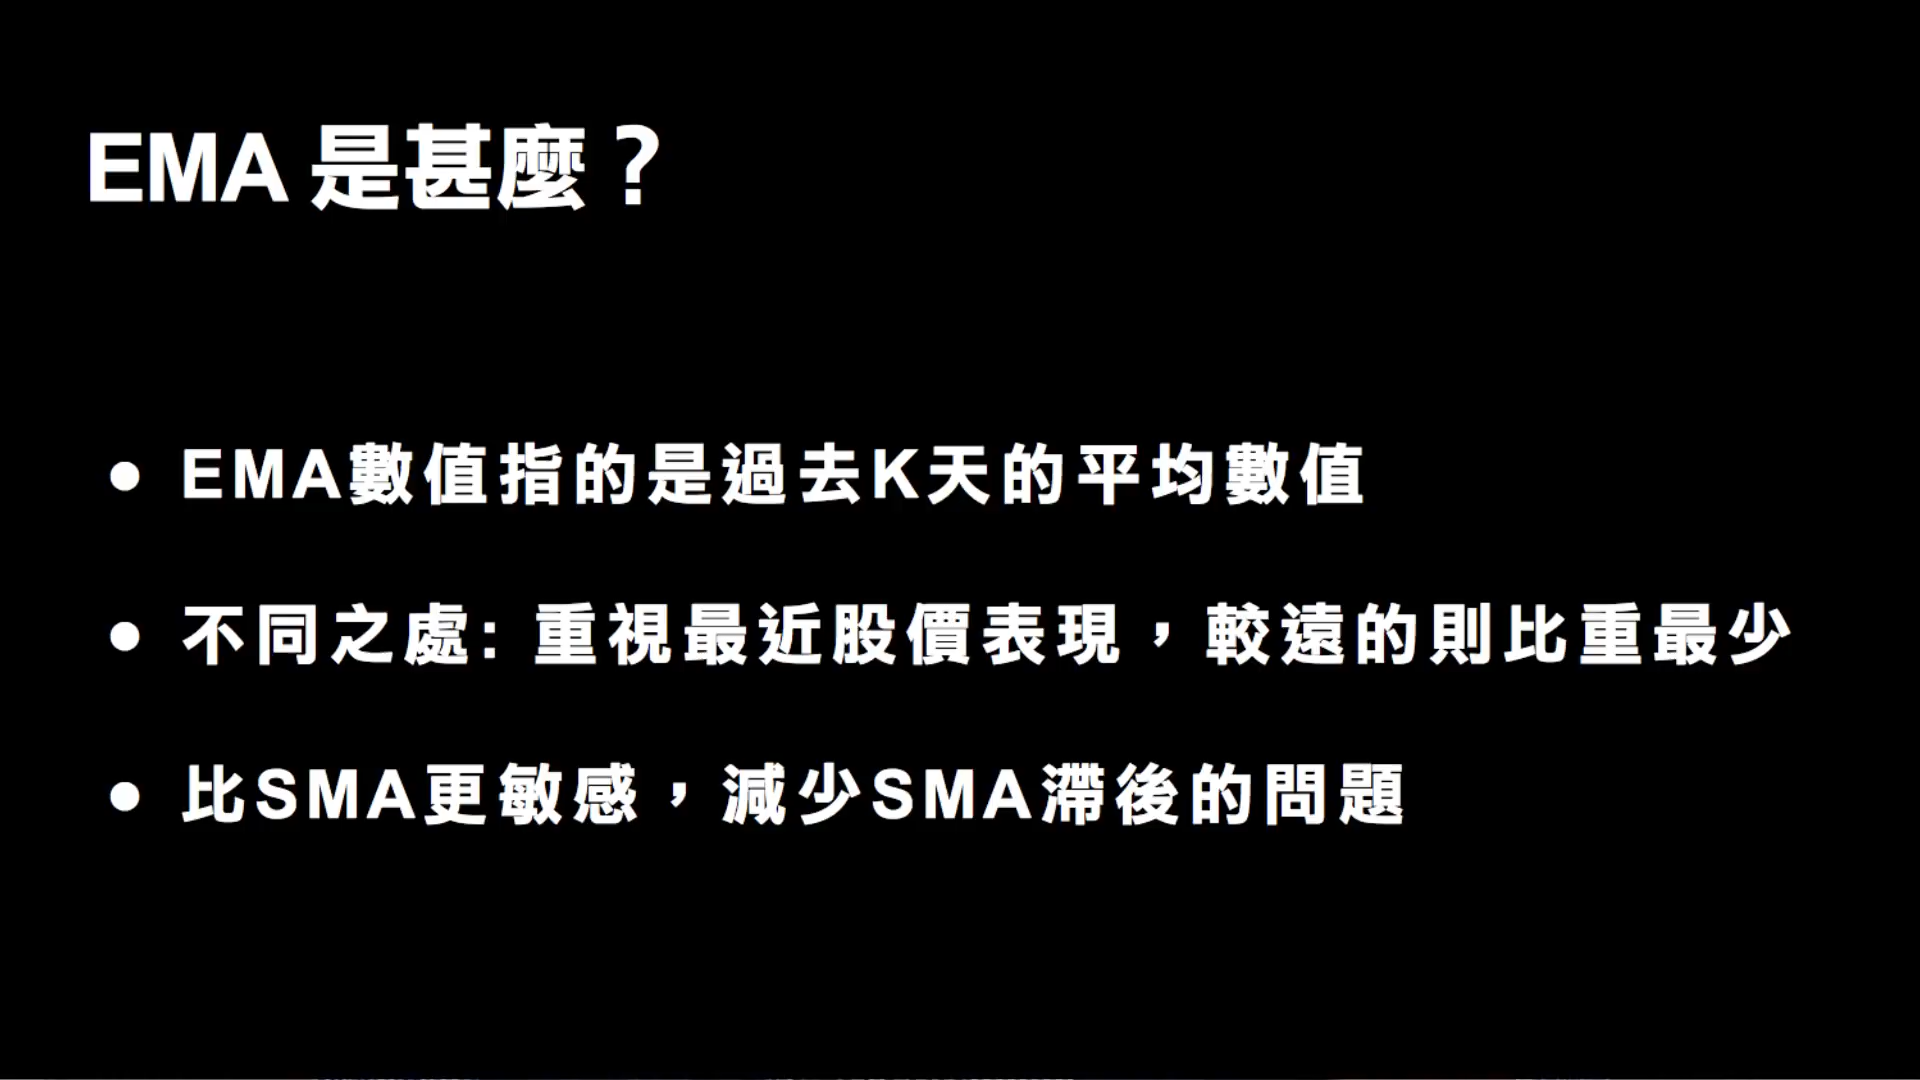 EMA 是甚麼？
● EMA數值指的是過去K天的平均數值
● 不同之處: 重視最近股價表現，較遠的則比重最少
● 比SMA更敏感，減少SMA滯後的問題